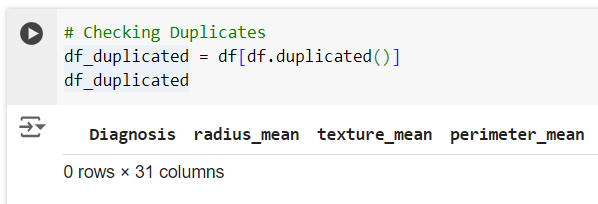 # Checking Duplicates
df_duplicated = df[df.duplicated()]
df_duplicated
Diagnosis radius_mean texture_mean perimeter_mean
0 rows × 31 columns